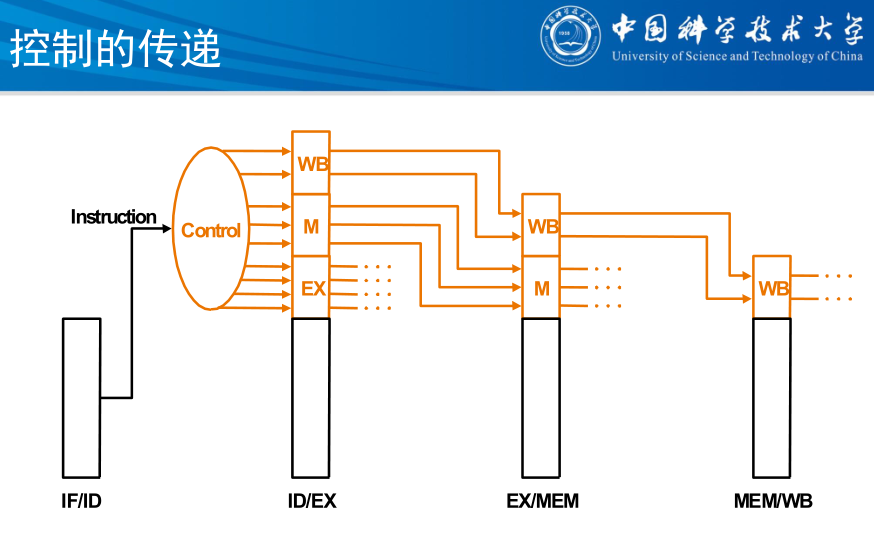 控制的传递
中国科学技术大学
University of Science and Technology of China
1958
WB
Instruction
Control
M
WB
EX
M
WB
IF/ID
ID/EX
EX/MEM
MEM/WB